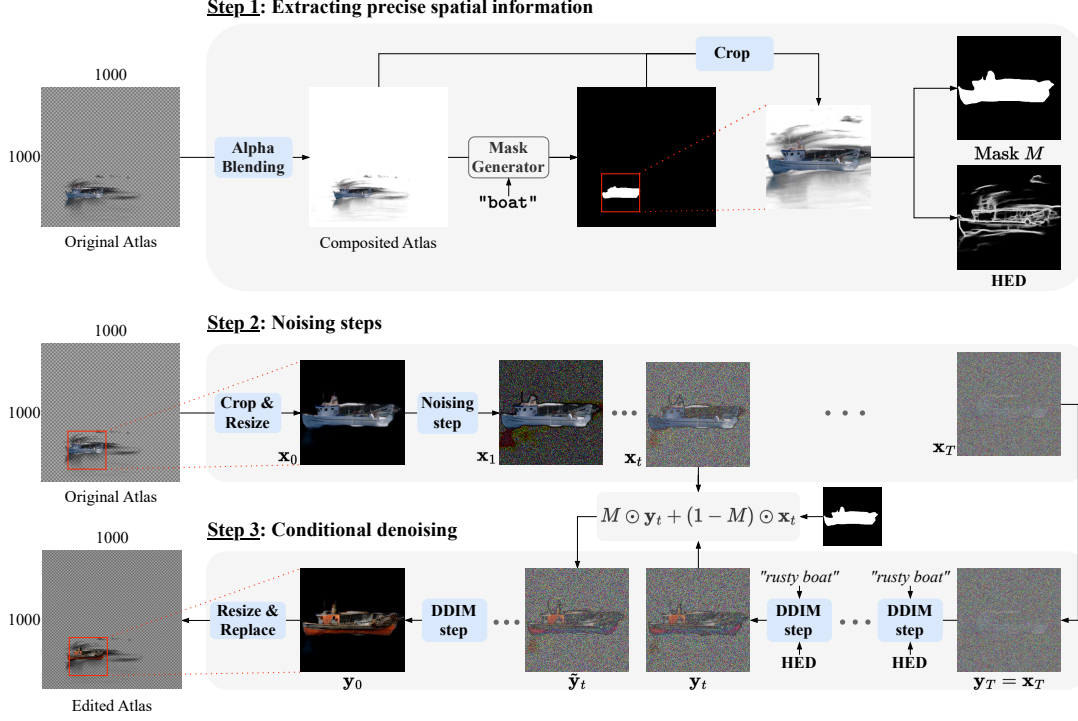 Step 1: Extracting precise spatial information
1000
1000
Original Atlas
Alpha
Blending
Composited Atlas
Mask
Generator
"boat"
Crop
Mask M
HED
Step 2: Noising steps
1000
1000
Original Atlas
Crop &
Resize
x₀
Noising
step
x₁
• • •
xₜ
• • •
x_T
M ⊙ yₜ + (1 − M) ⊙ xₜ
Step 3: Conditional denoising
1000
1000
Edited Atlas
Resize &
Replace
y₀
DDIM
step
• • •
ỹₜ
yₜ
"rusty boat"
DDIM
step
HED
• • •
"rusty boat"
DDIM
step
HED
y_T = x_T